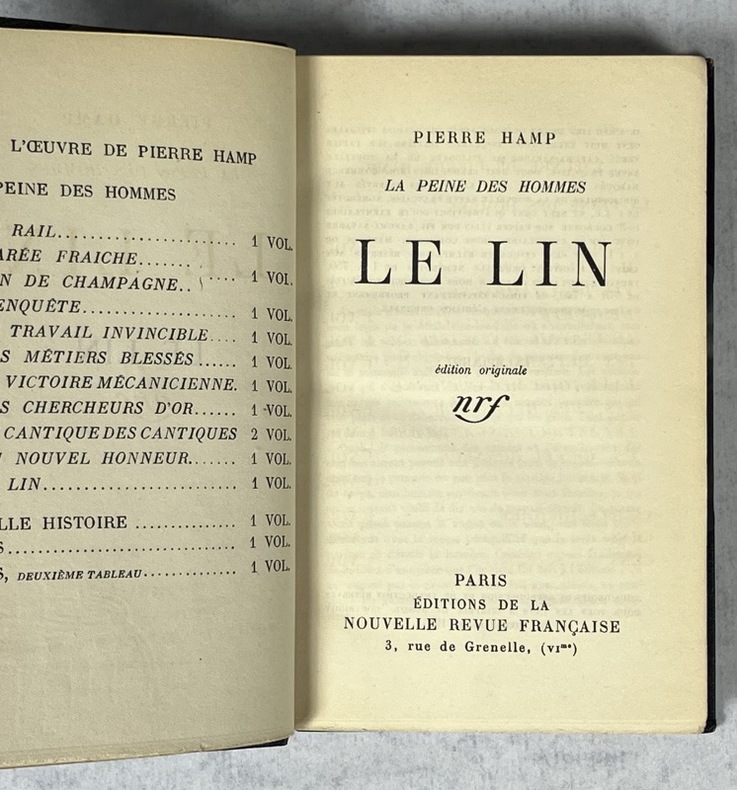 L'ŒUVRE DE PIERRE HAMP
PEINE DES HOMMES
RAIL........................ 1 VOL.
ARÉE FRAICHE............ 1 VOL.
N DE CHAMPAGNE..
ENQUÊTE.................... 1 VOL.
TRAVAIL INVINCIBLE.... 1 VOL.
S MÉTIERS BLESSÉS...... 1 VOL.
VICTOIRE MÉCANICIENNE. 1 VOL.
S CHERCHEURS D'OR...... 1 VOL.
CANTIQUE DES CANTIQUES 2 VOL.
NOUVEL HONNEUR....... 1 VOL.
LIN.......................... 1 VOL.
LLE HISTOIRE ............. 1 VOL.
S............................... 1 VOL.
S, DEUXIÈME TABLEAU............ 1 VOL.
PIERRE HAMP
LA PEINE DES HOMMES
LE LIN
édition originale
nrf
PARIS
ÉDITIONS DE LA
NOUVELLE REVUE FRANÇAISE
3, rue de Grenelle, (VIme)